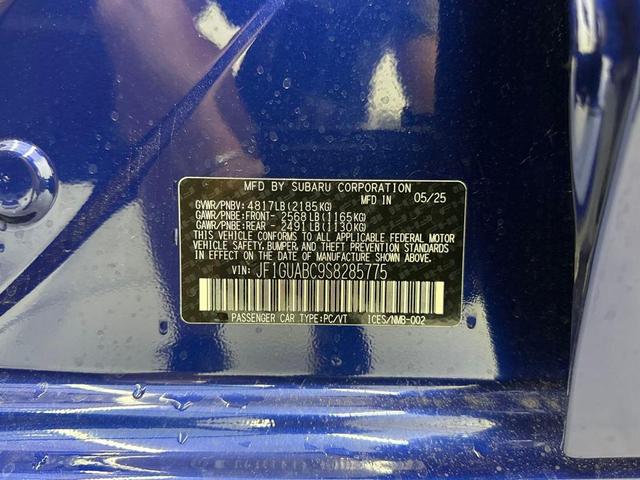 MFD BY SUBARU CORPORATION
GVWR/PNBV: 4817LB(2185KG) MFD IN 05/25
GAWR/PNBE:FRONT- 2568LB(1165KG)
GAWR/PNBE:REAR - 2491LB(1130KG)
THIS VEHICLE CONFORMS TO ALL APPLICABLE FEDERAL MOTOR
VEHICLE SAFETY, BUMPER, AND THEFT PREVENTION STANDARDS
IN EFFECT ON THE DATE OF MANUFACTURE SHOWN ABOVE.
VIN: JF1GUABC9S8285775
PASSENGER CAR TYPE:PC/VT ICES/NMB-002